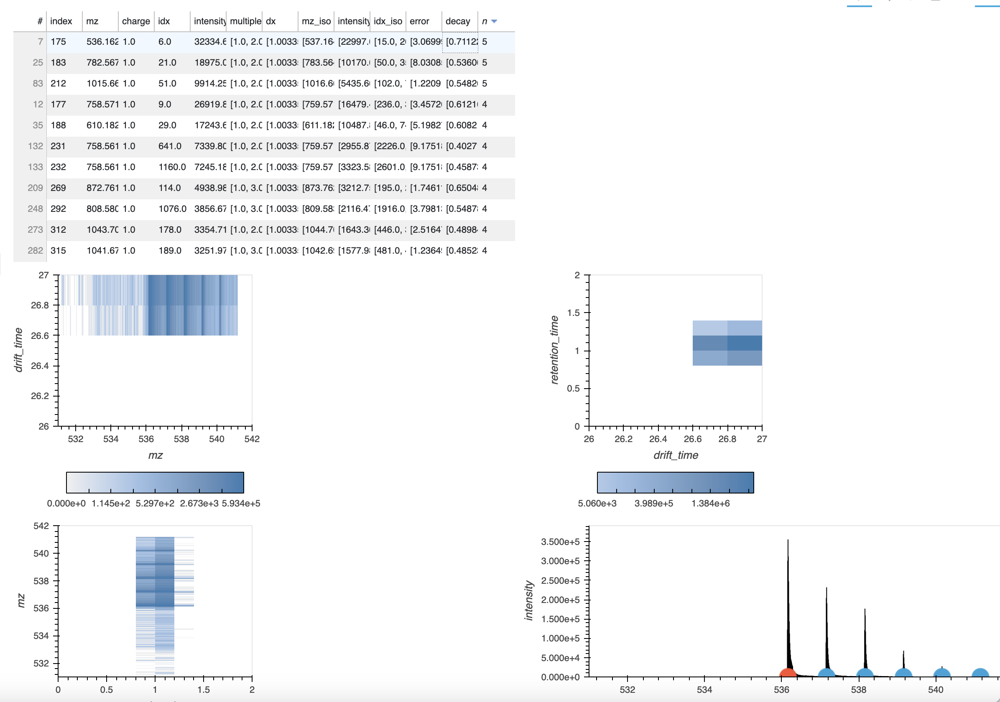 # index mz charge idx intensity multiple dx mz_iso intensity idx_iso error decay n
7 175 536.162 1.0 6.0 32334.6 [1.0, 2.0 [1.0033 [537.16 [22997. [15.0, 2 [3.0699 [0.7112 5
25 183 782.567 1.0 21.0 18975.0 [1.0, 2.0 [1.0033 [783.56 [10170. [50.0, 3 [8.0308 [0.5360 5
83 212 1015.66 1.0 51.0 9914.25 [1.0, 2.0 [1.0033 [1016.6 [5435.6 [102.0, [1.2209 [0.5482 5
12 177 758.571 1.0 9.0 26919.8 [1.0, 2.0 [1.0033 [759.57 [16479. [236.0, [3.4572 [0.6121 4
35 188 610.182 1.0 29.0 17243.6 [1.0, 2.0 [1.0033 [611.18 [10487. [46.0, 7 [5.1982 [0.6082 4
132 231 758.561 1.0 641.0 7339.80 [1.0, 2.0 [1.0033 [759.57 [2955.8 [2226.0, [9.1751 [0.4027 4
133 232 758.561 1.0 1160.0 7245.18 [1.0, 2.0 [1.0033 [759.57 [3323.5 [2601.0, [9.1751 [0.4587 4
209 269 872.761 1.0 114.0 4938.98 [1.0, 3.0 [1.0033 [873.76 [3212.7 [195.0, [1.7461 [0.6504 4
248 292 808.580 1.0 1076.0 3856.67 [1.0, 3.0 [1.0033 [809.58 [2116.4 [1916.0, [3.7981 [0.5487 4
273 312 1043.70 1.0 178.0 3354.71 [1.0, 2.0 [1.0033 [1044.7 [1643.3 [446.0, [2.5164 [0.4898 4
282 315 1041.67 1.0 189.0 3251.97 [1.0, 3.0 [1.0033 [1042.6 [1577.9 [481.0, [1.2364 [0.4852 4
27
26.8
26.6
26.4
26.2
26
drift_time
532 534 536 538 540 542
mz
0.000e+0 1.145e+2 5.297e+2 2.673e+3 5.934e+5
2
1.5
1
0.5
0
retention_time
26 26.2 26.4 26.6 26.8 27
drift_time
5.060e+3 3.989e+5 1.384e+6
542
540
538
536
534
532
mz
0 0.5 1 1.5 2
3.500e+5
3.000e+5
2.500e+5
2.000e+5
1.500e+5
1.000e+5
5.000e+4
0.000e+0
intensity
532 534 536 538 540